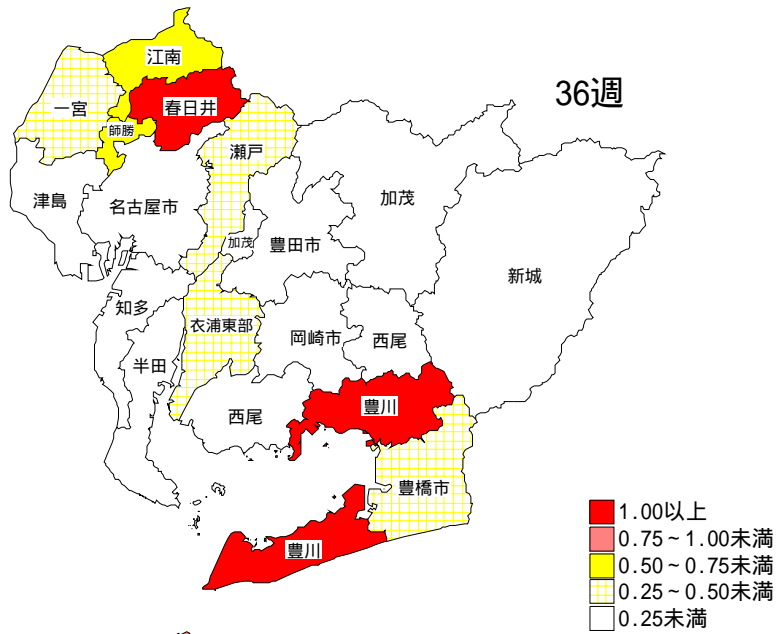 江南
36週
一宮
春日井
師勝
瀬戸
津島
名古屋市
加茂
加茂
豊田市
新城
知多
衣浦東部
岡崎市
西尾
半田
西尾
豊川
豊橋市
豊川
1.00以上
0.75~1.00未満
0.50~0.75未満
0.25~0.50未満
0.25未満